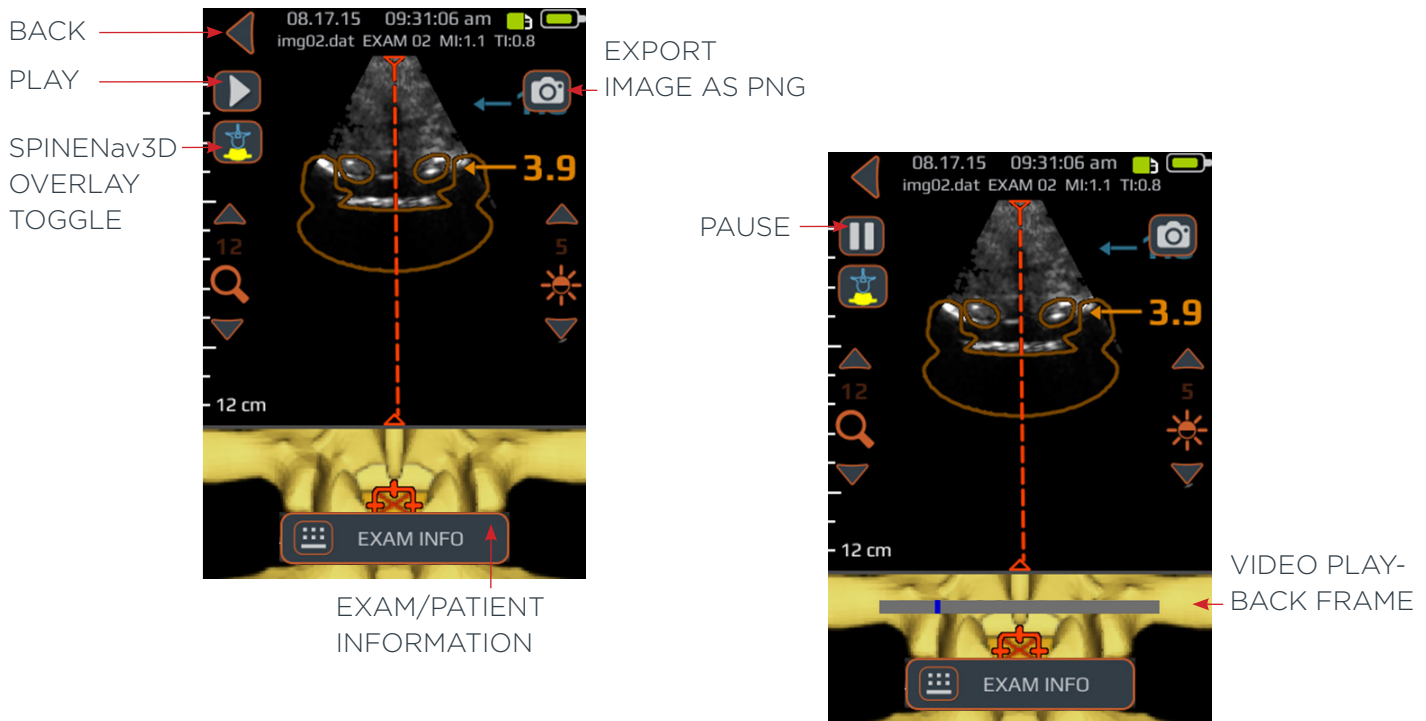 BACK
PLAY
SPINENav3D
OVERLAY
TOGGLE
08.17.15 09:31:06 am
img02.dat EXAM 02 MI:1.1 TI:0.8
3.9
12
5
12 cm
EXAM INFO
EXPORT
IMAGE AS PNG
EXAM/PATIENT
INFORMATION
PAUSE
08.17.15 09:31:06 am
img02.dat EXAM 02 MI:1.1 TI:0.8
3.9
12
5
12 cm
EXAM INFO
VIDEO PLAY-
BACK FRAME